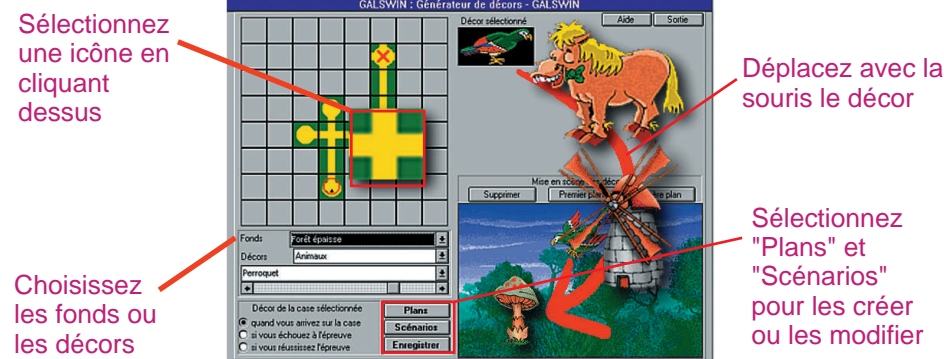 GALSWIN : Générateur de décors - GALSWIN
Sélectionnez
une icône en
cliquant
dessus
Décor sélectionné
Aide
Sortie
Déplacez avec la
souris le décor
Mise en scène
Supprimer
Premier
plan
Fonds
Forêt épaisse
Décors
Animaux
Perroquet
Choisissez
les fonds ou
les décors
Décor de la case sélectionnée
quand vous arrivez sur la case
si vous échouez à l'épreuve
si vous réussissez l'épreuve
Plans
Scénarios
Enregistrer
Sélectionnez
"Plans" et
"Scénarios"
pour les créer
ou les modifier